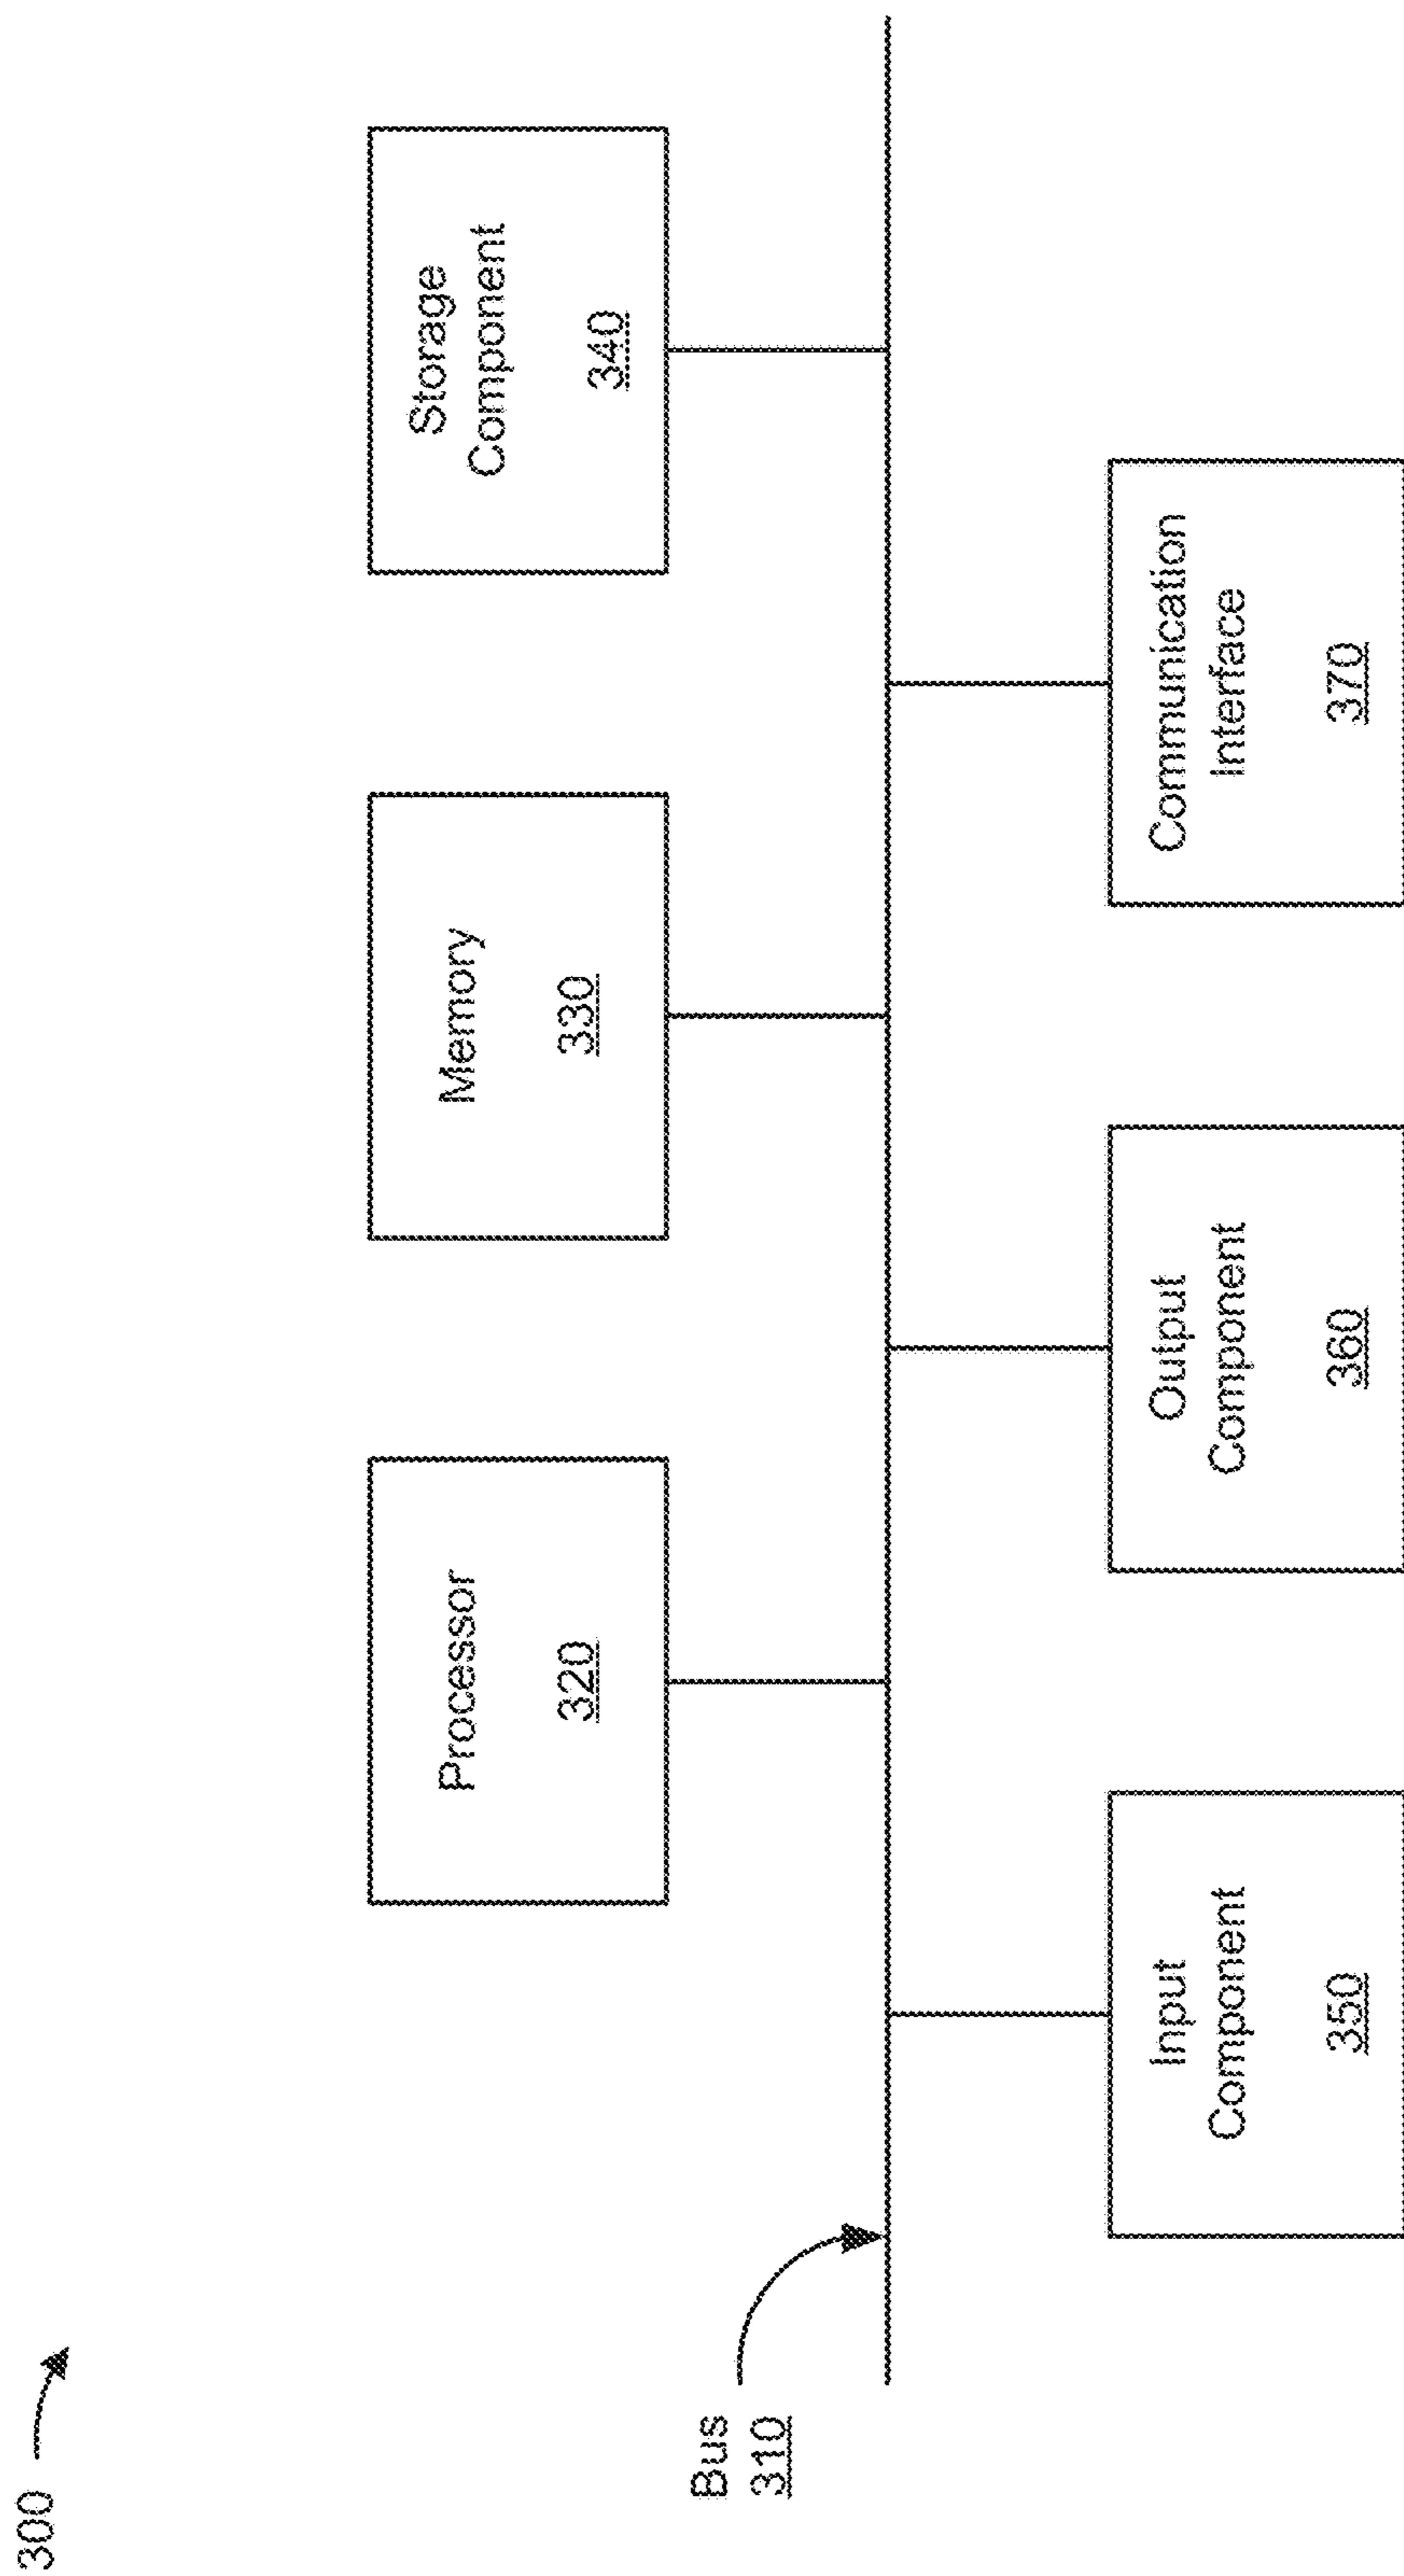 300
Bus
310
Processor
320
Memory
330
Storage
Component
340
Input
Component
350
Output
Component
360
Communication
Interface
370